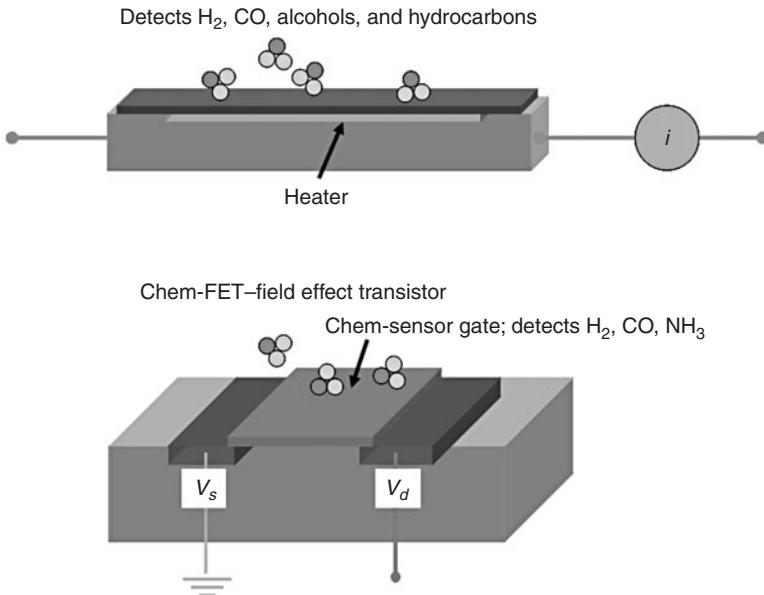 Detects H₂, CO, alcohols, and hydrocarbons
i
Heater
Chem-FET–field effect transistor
Chem-sensor gate; detects H₂, CO, NH₃
Vₛ
V_d